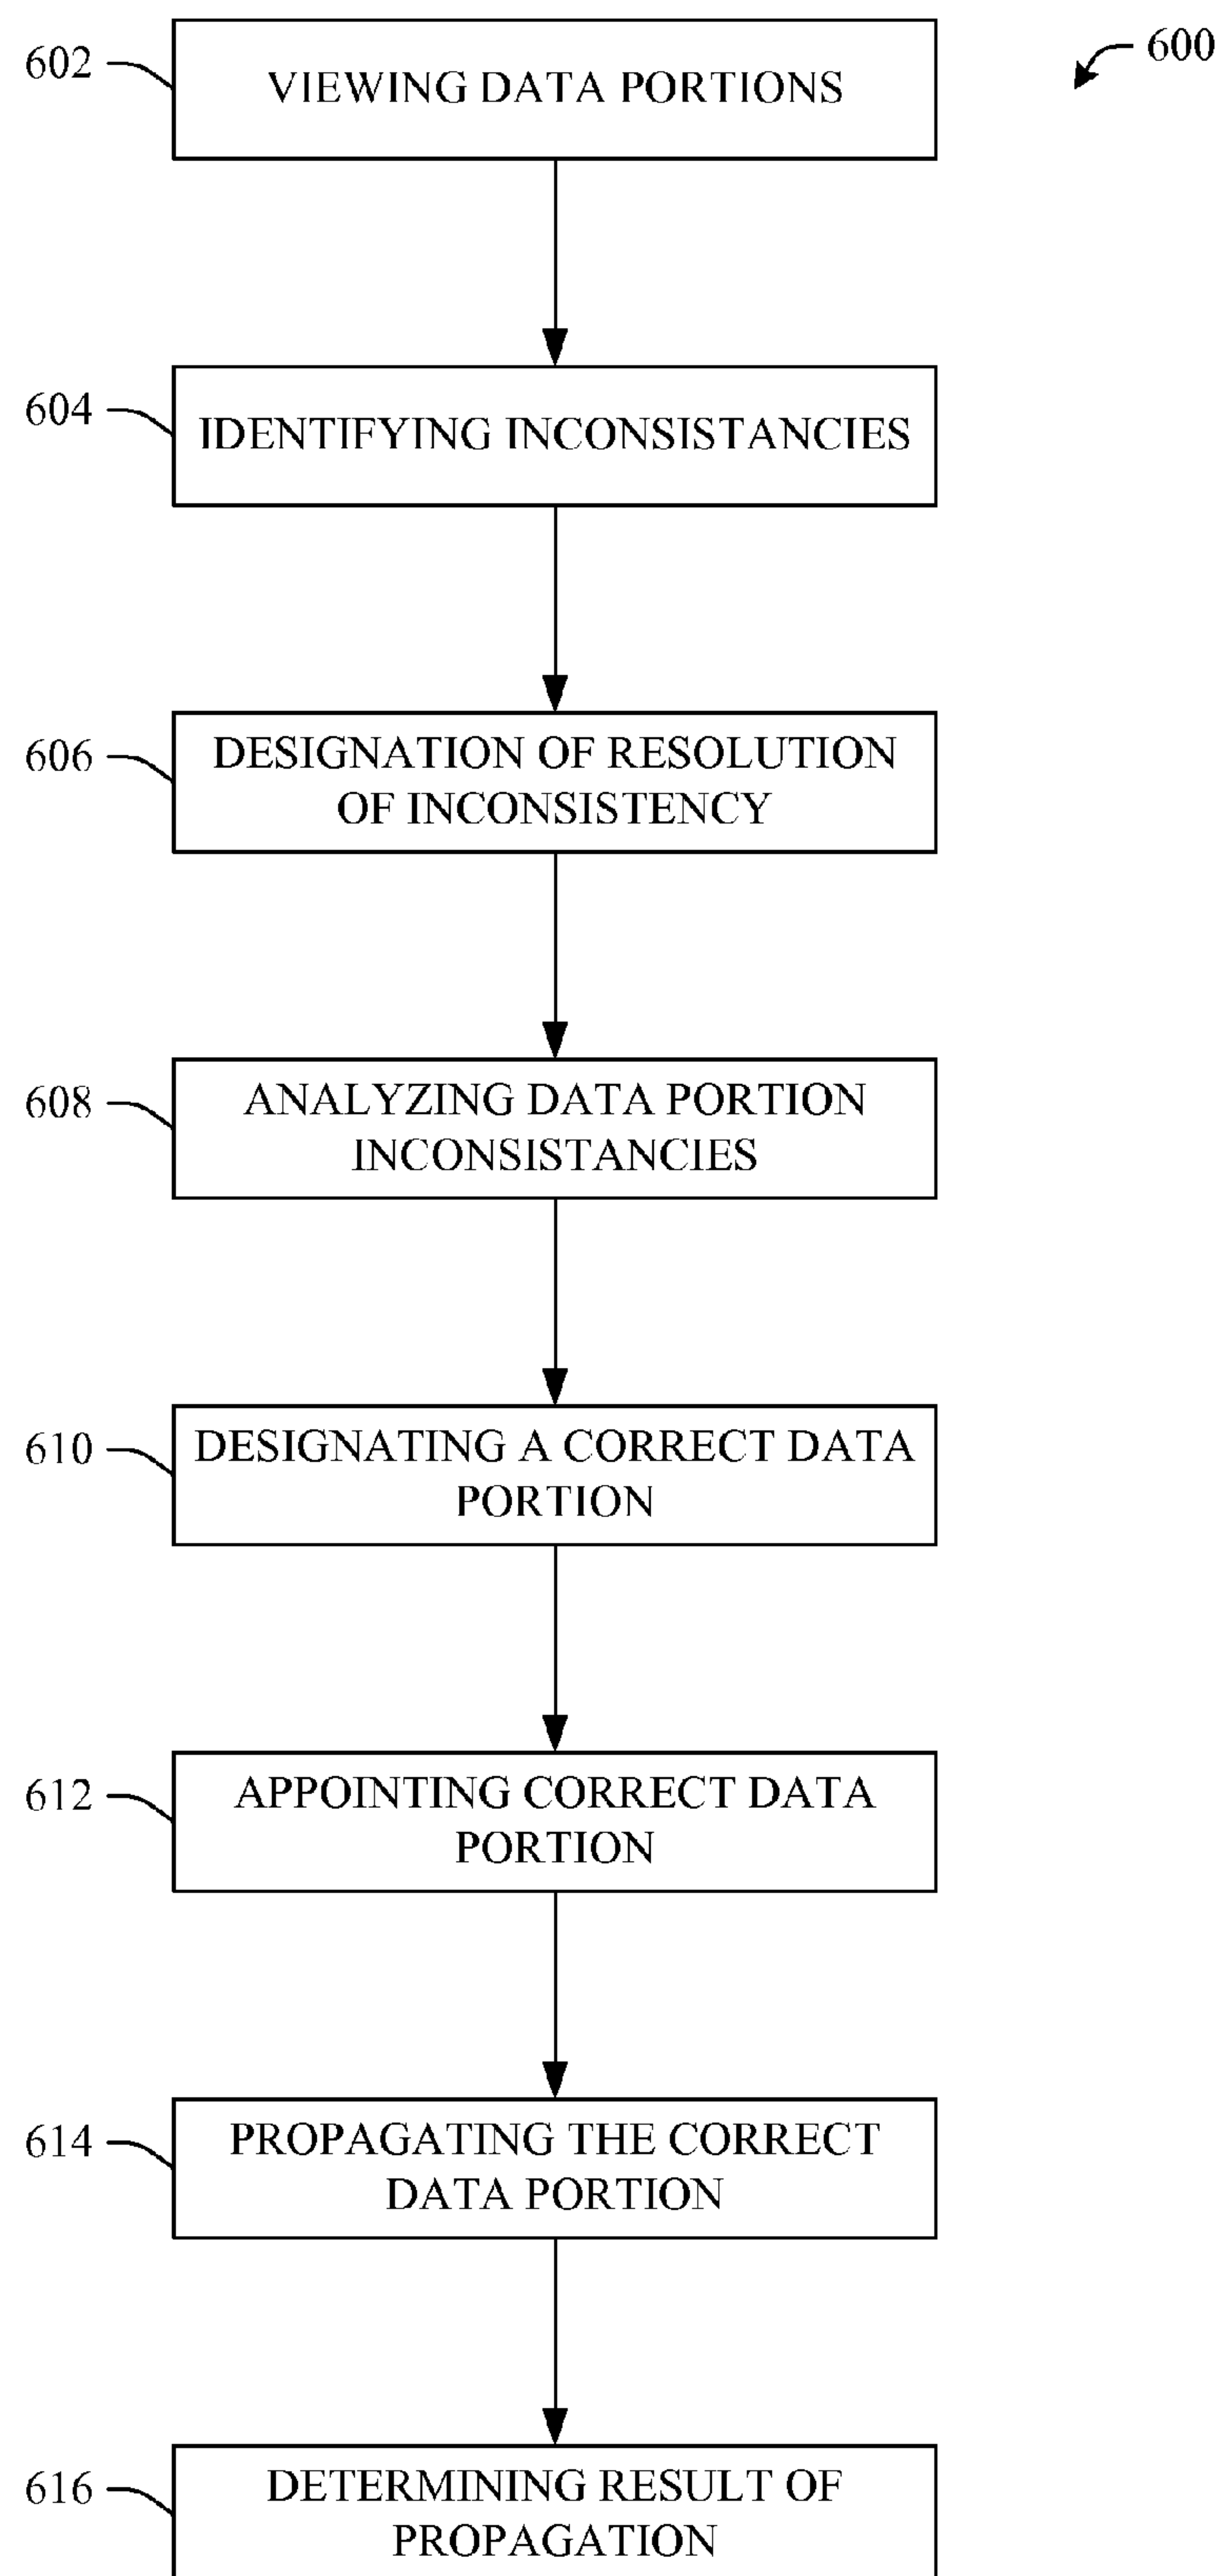 600
602
VIEWING DATA PORTIONS
604
IDENTIFYING INCONSISTANCIES
606
DESIGNATION OF RESOLUTION
OF INCONSISTENCY
608
ANALYZING DATA PORTION
INCONSISTANCIES
610
DESIGNATING A CORRECT DATA
PORTION
612
APPOINTING CORRECT DATA
PORTION
614
PROPAGATING THE CORRECT
DATA PORTION
616
DETERMINING RESULT OF
PROPAGATION